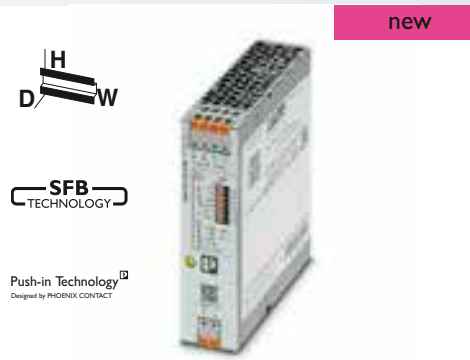 new
H
D
W
SFB
TECHNOLOGY
Push-in Technology
Designed by PHOENIX CONTACT